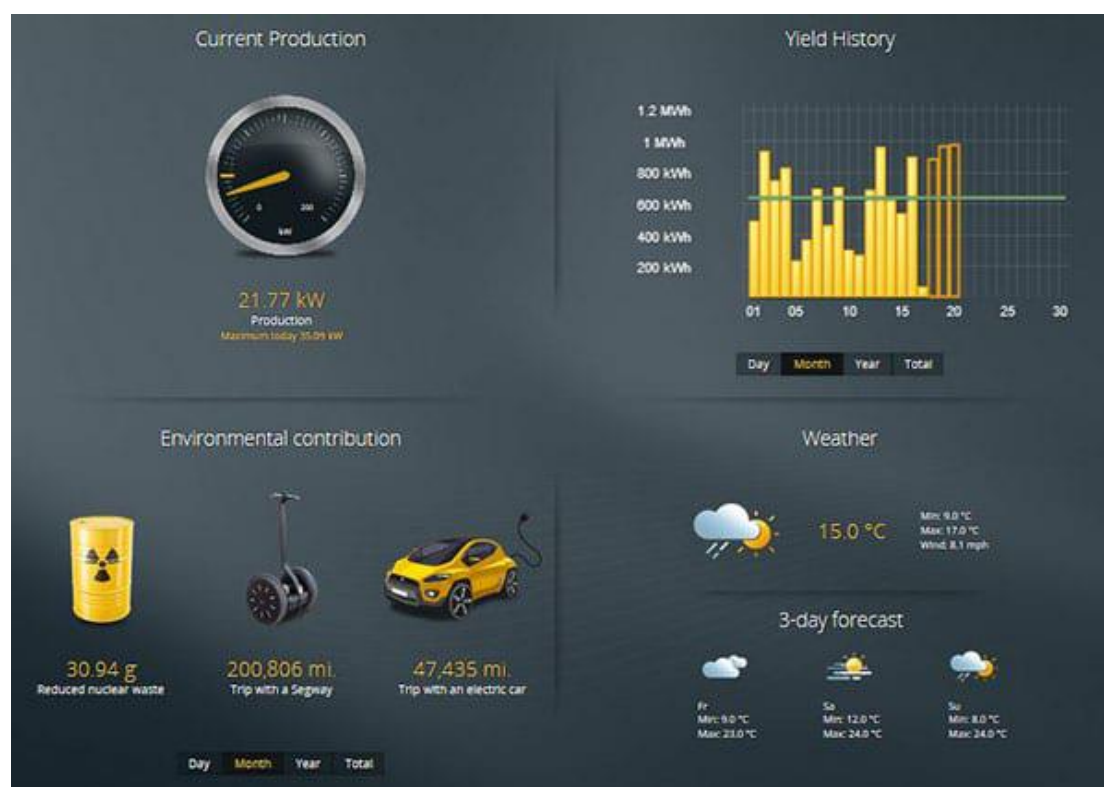 Current Production
0
200
kW
21.77 kW
Production
Maximum today 35.09 kW
Yield History
1.2 MWh
1 MWh
800 kWh
600 kWh
400 kWh
200 kWh
01 05 10 15 20 25 30
Day Month Year Total
Environmental contribution
30.94 g
Reduced nuclear waste
200,806 mi.
Trip with a Segway
47,435 mi.
Trip with an electric car
Day Month Year Total
Weather
15.0 °C
Min: 9.0 °C
Max: 17.0 °C
Wind: 8.1 mph
3-day forecast
Fr
Min: 9.0 °C
Max: 23.0 °C
Sa
Min: 12.0 °C
Max: 24.0 °C
Su
Min: 8.0 °C
Max: 24.0 °C